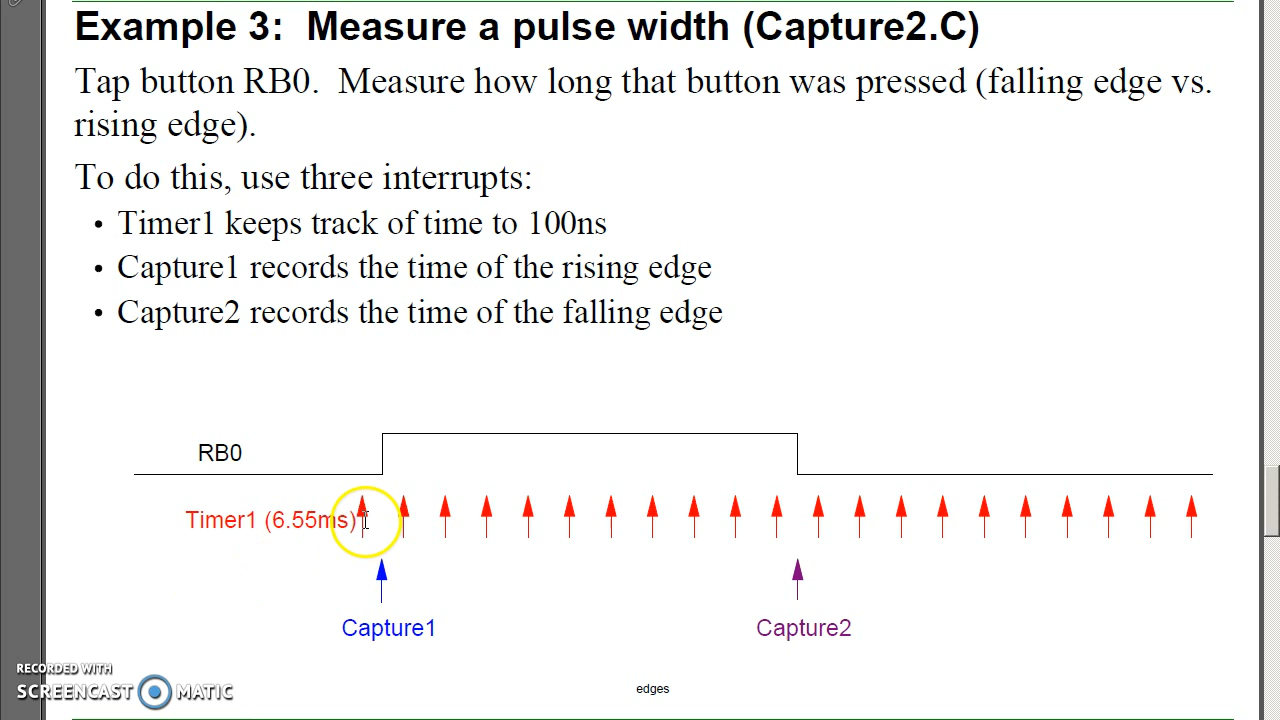 Example 3: Measure a pulse width (Capture2.C)
Tap button RB0. Measure how long that button was pressed (falling edge vs.
rising edge).
To do this, use three interrupts:
• Timer1 keeps track of time to 100ns
• Capture1 records the time of the rising edge
• Capture2 records the time of the falling edge
RB0
Timer1 (6.55ms)
Capture1
Capture2
RECORDED WITH
SCREENCAST MATIC
edges